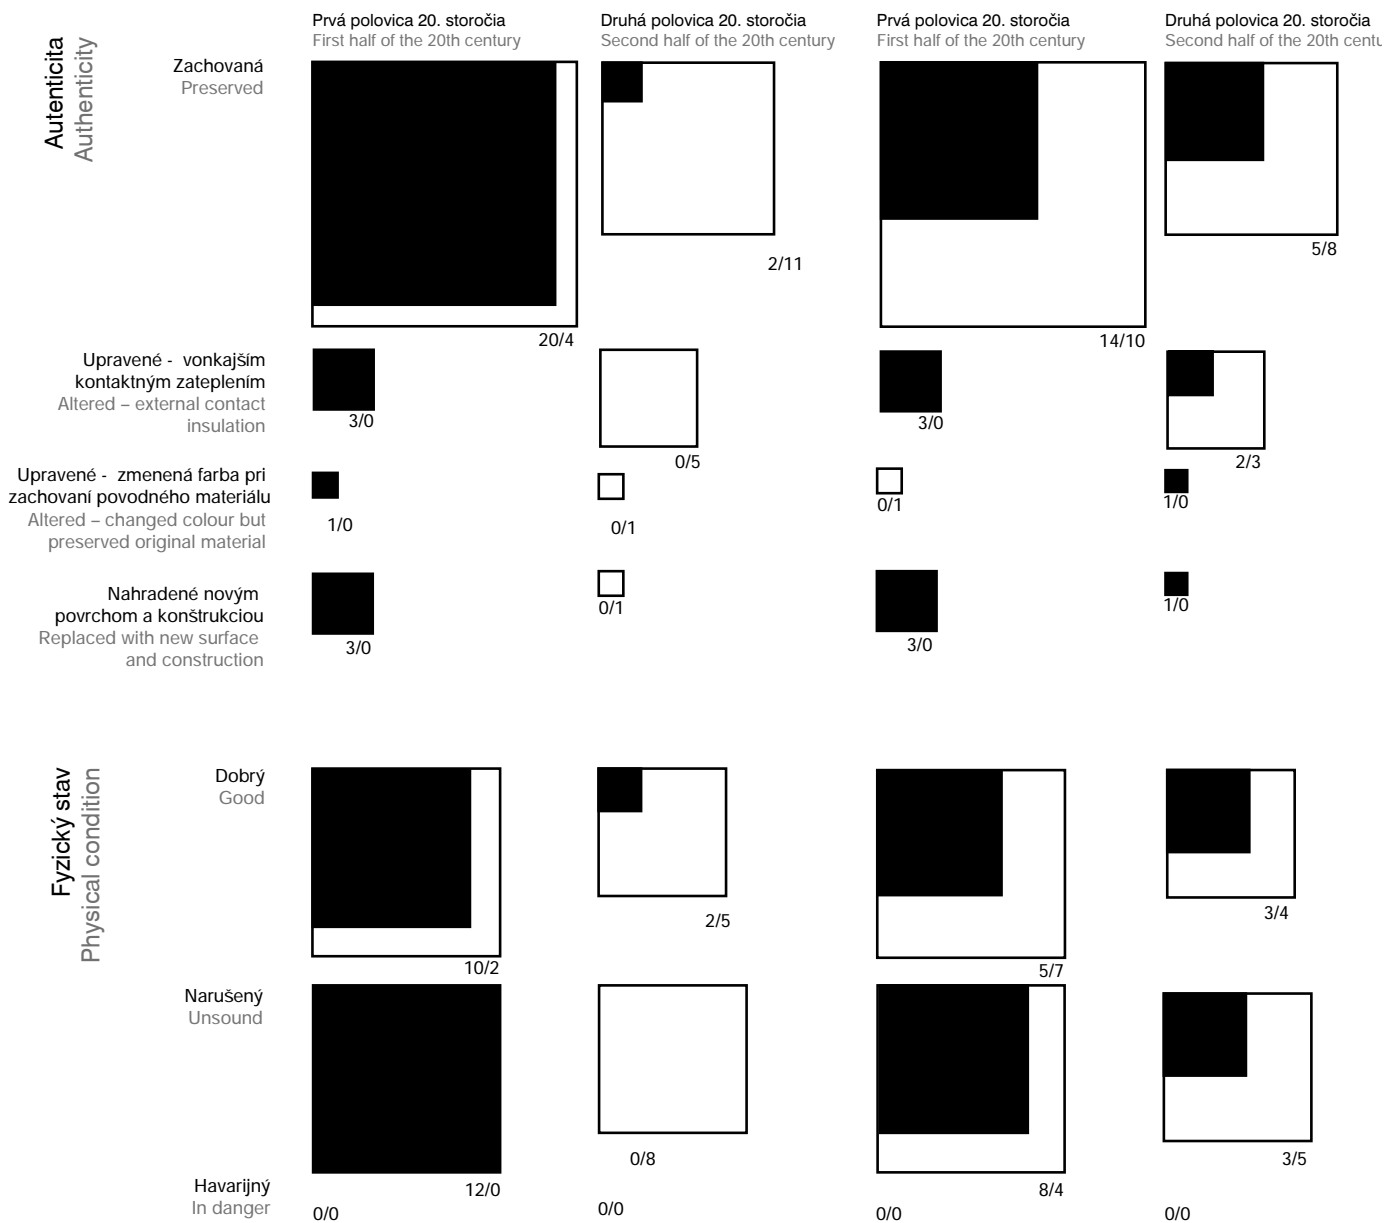 Prvá polovica 20. storočia
First half of the 20th century
Druhá polovica 20. storočia
Second half of the 20th century
Prvá polovica 20. storočia
First half of the 20th century
Druhá polovica 20. storočia
Second half of the 20th centu
Autenticita
Authenticity
Zachovaná
Preserved
20/4
2/11
14/10
5/8
Upravené - vonkajším
kontaktným zateplením
Altered – external contact
insulation
3/0
0/5
3/0
2/3
Upravené - zmenená farba pri
zachovaní povodného materiálu
Altered – changed colour but
preserved original material
1/0
0/1
0/1
1/0
Nahradené novým
povrchom a konštrukciou
Replaced with new surface
and construction
3/0
0/1
3/0
1/0
Fyzický stav
Physical condition
Dobrý
Good
10/2
2/5
5/7
3/4
Narušený
Unsound
12/0
0/8
8/4
3/5
Havarijný
In danger
0/0
0/0
0/0
0/0